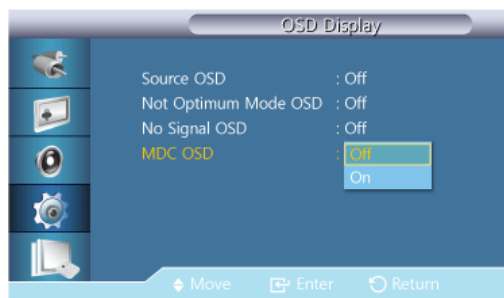 OSD Display
Source OSD : Off
Not Optimum Mode OSD : Off
No Signal OSD : Off
MDC OSD : Off
On
Move Enter Return